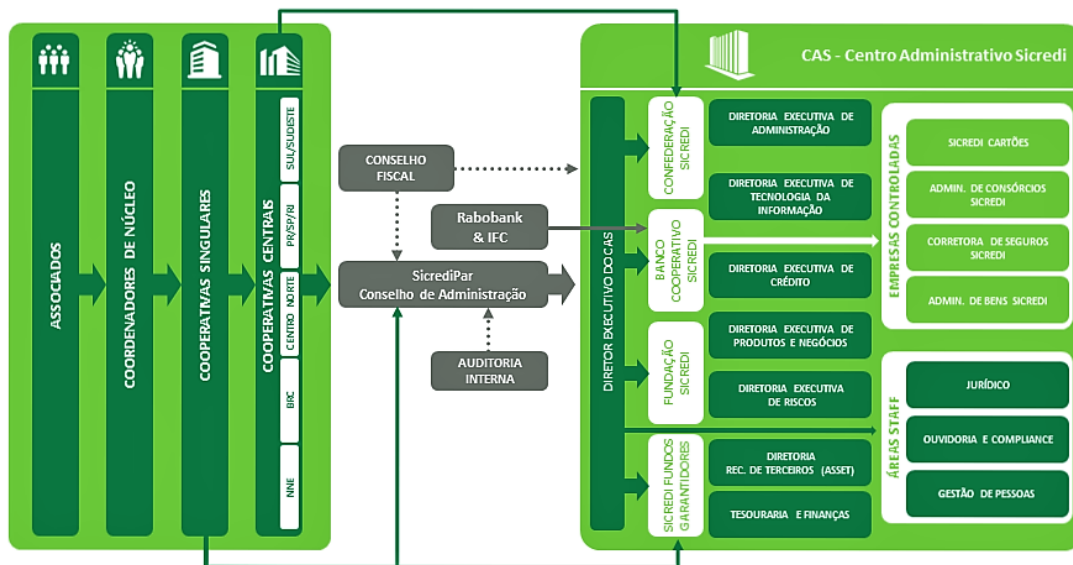 ASSOCIADOS
COORDENADORES DE NÚCLEO
COOPERATIVAS SINGULARES
COOPERATIVAS CENTRAIS
SUL/SUDESTE
PR/SP/RJ
CENTRO NORTE
BRC
NNE
CONSELHO
FISCAL
Rabobank
& IFC
SicrediPar
Conselho de Administração
AUDITORIA
INTERNA
CAS - Centro Administrativo Sicredi
DIRETOR EXECUTIVO DO CAS
CONFEDERAÇÃO
SICREDI
BANCO
COOPERATIVO
SICREDI
FUNDAÇÃO
SICREDI
SICREDI FUNDOS
GARANTIDORES
DIRETORIA EXECUTIVA DE
ADMINISTRAÇÃO
DIRETORIA EXECUTIVA DE
TECNOLOGIA DA
INFORMAÇÃO
DIRETORIA EXECUTIVA DE
CRÉDITO
DIRETORIA EXECUTIVA DE
PRODUTOS E NEGÓCIOS
DIRETORIA EXECUTIVA
DE RISCOS
DIRETORIA
REC. DE TERCEIROS (ASSET)
TESOURARIA E FINANÇAS
EMPRESAS CONTROLADAS
SICREDI CARTÕES
ADMIN. DE CONSÓRCIOS
SICREDI
CORRETORA DE SEGUROS
SICREDI
ADMIN. DE BENS SICREDI
ÁREAS STAFF
JURÍDICO
OUVIDORIA E COMPLIANCE
GESTÃO DE PESSOAS